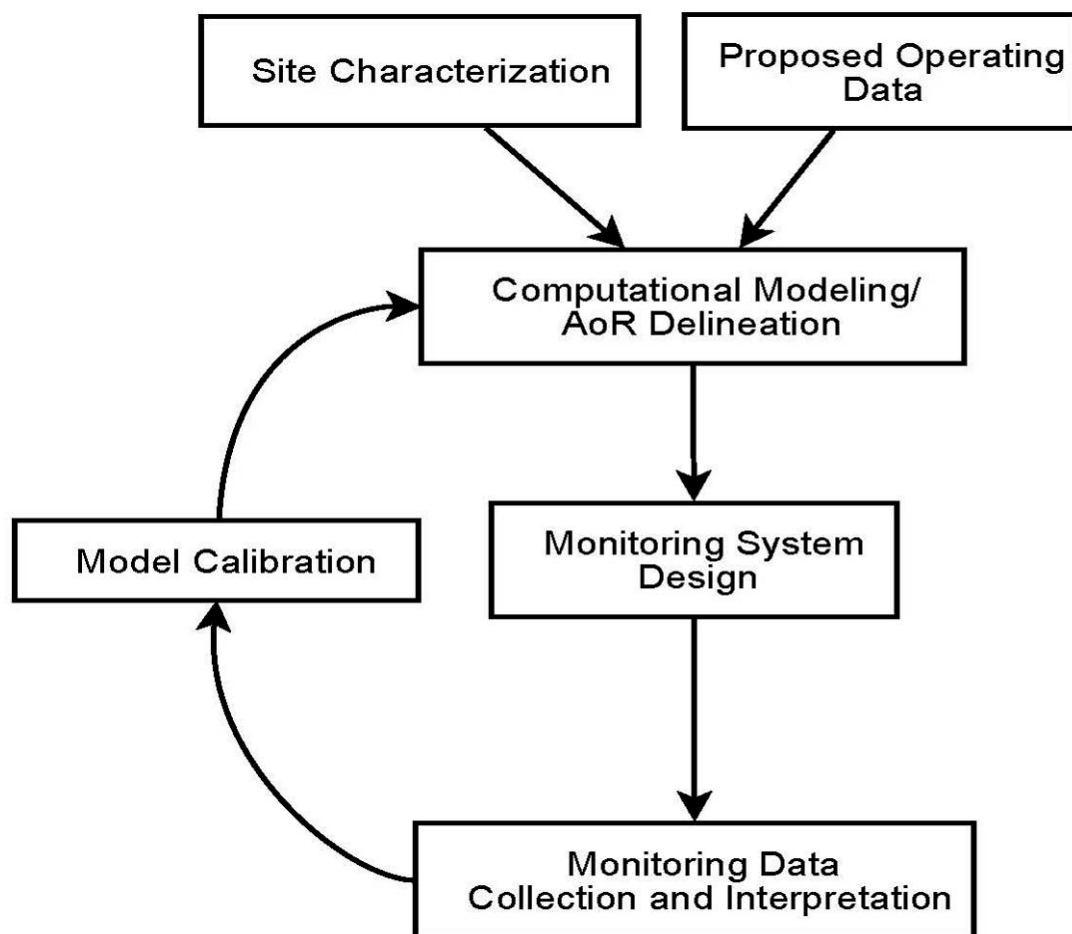 Site Characterization
Proposed Operating
Data
Computational Modeling/
AoR Delineation
Model Calibration
Monitoring System
Design
Monitoring Data
Collection and Interpretation